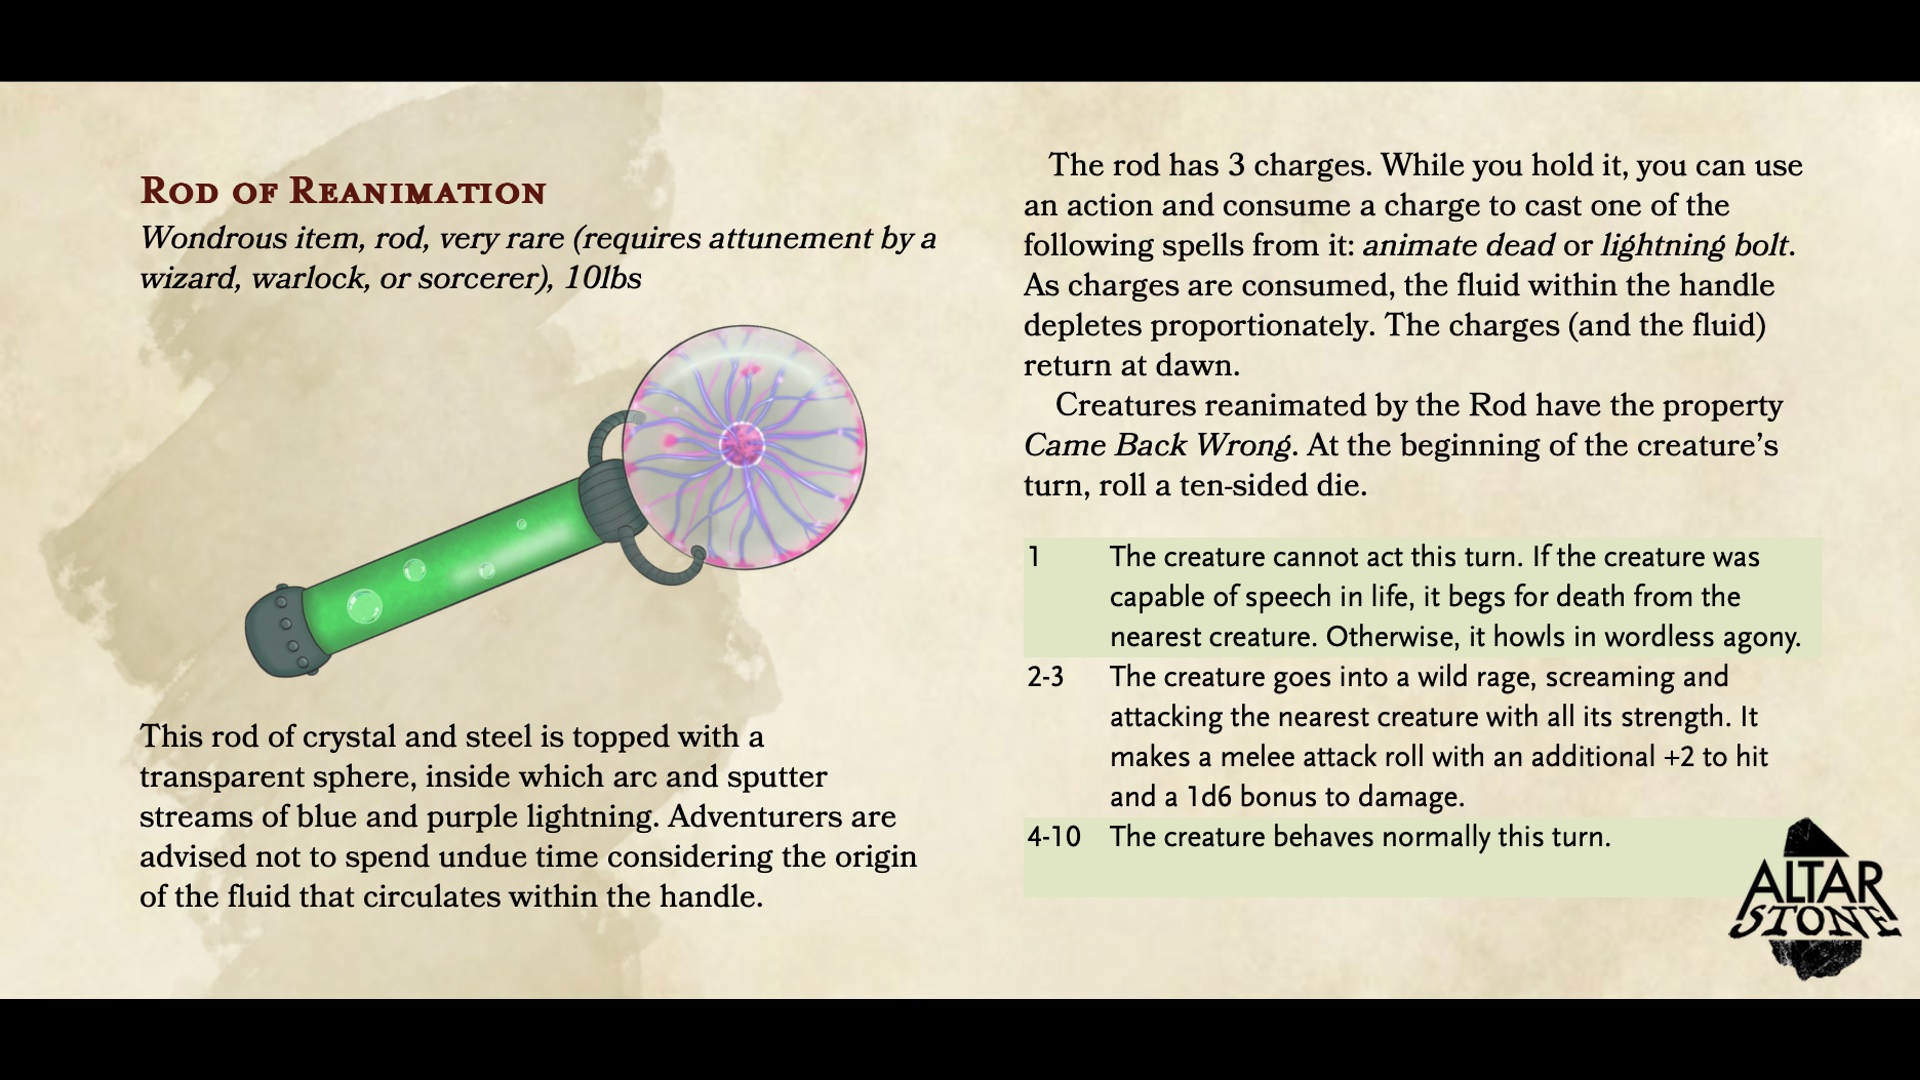 Rod of Reanimation
Wondrous item, rod, very rare (requires attunement by a
wizard, warlock, or sorcerer), 10lbs
This rod of crystal and steel is topped with a
transparent sphere, inside which arc and sputter
streams of blue and purple lightning. Adventurers are
advised not to spend undue time considering the origin
of the fluid that circulates within the handle.
The rod has 3 charges. While you hold it, you can use
an action and consume a charge to cast one of the
following spells from it: animate dead or lightning bolt.
As charges are consumed, the fluid within the handle
depletes proportionately. The charges (and the fluid)
return at dawn.
Creatures reanimated by the Rod have the property
Came Back Wrong. At the beginning of the creature's
turn, roll a ten-sided die.
1 The creature cannot act this turn. If the creature was
capable of speech in life, it begs for death from the
nearest creature. Otherwise, it howls in wordless agony.
2-3 The creature goes into a wild rage, screaming and
attacking the nearest creature with all its strength. It
makes a melee attack roll with an additional +2 to hit
and a 1d6 bonus to damage.
4-10 The creature behaves normally this turn.
ALTAR
STONE